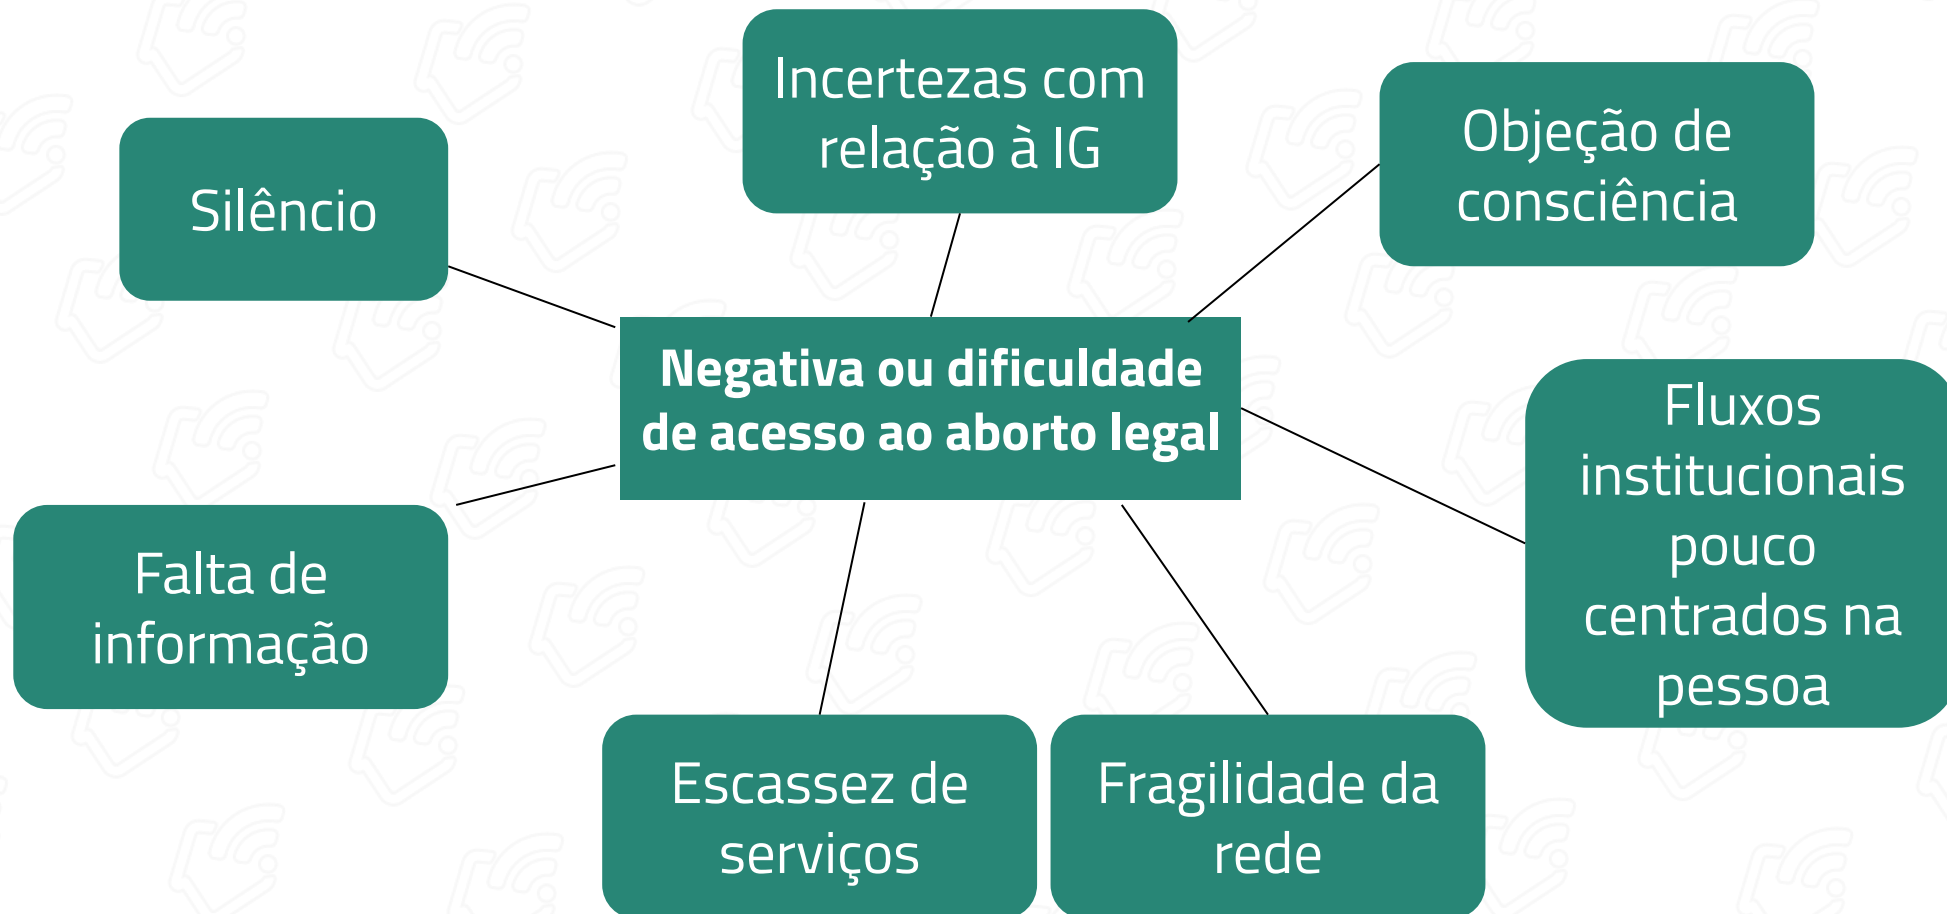 Incertezas com
relação à IG
Objeção de
consciência
Silêncio
Negativa ou dificuldade
de acesso ao aborto legal
Fluxos
institucionais
pouco
centrados na
pessoa
Falta de
informação
Escassez de
serviços
Fragilidade da
rede